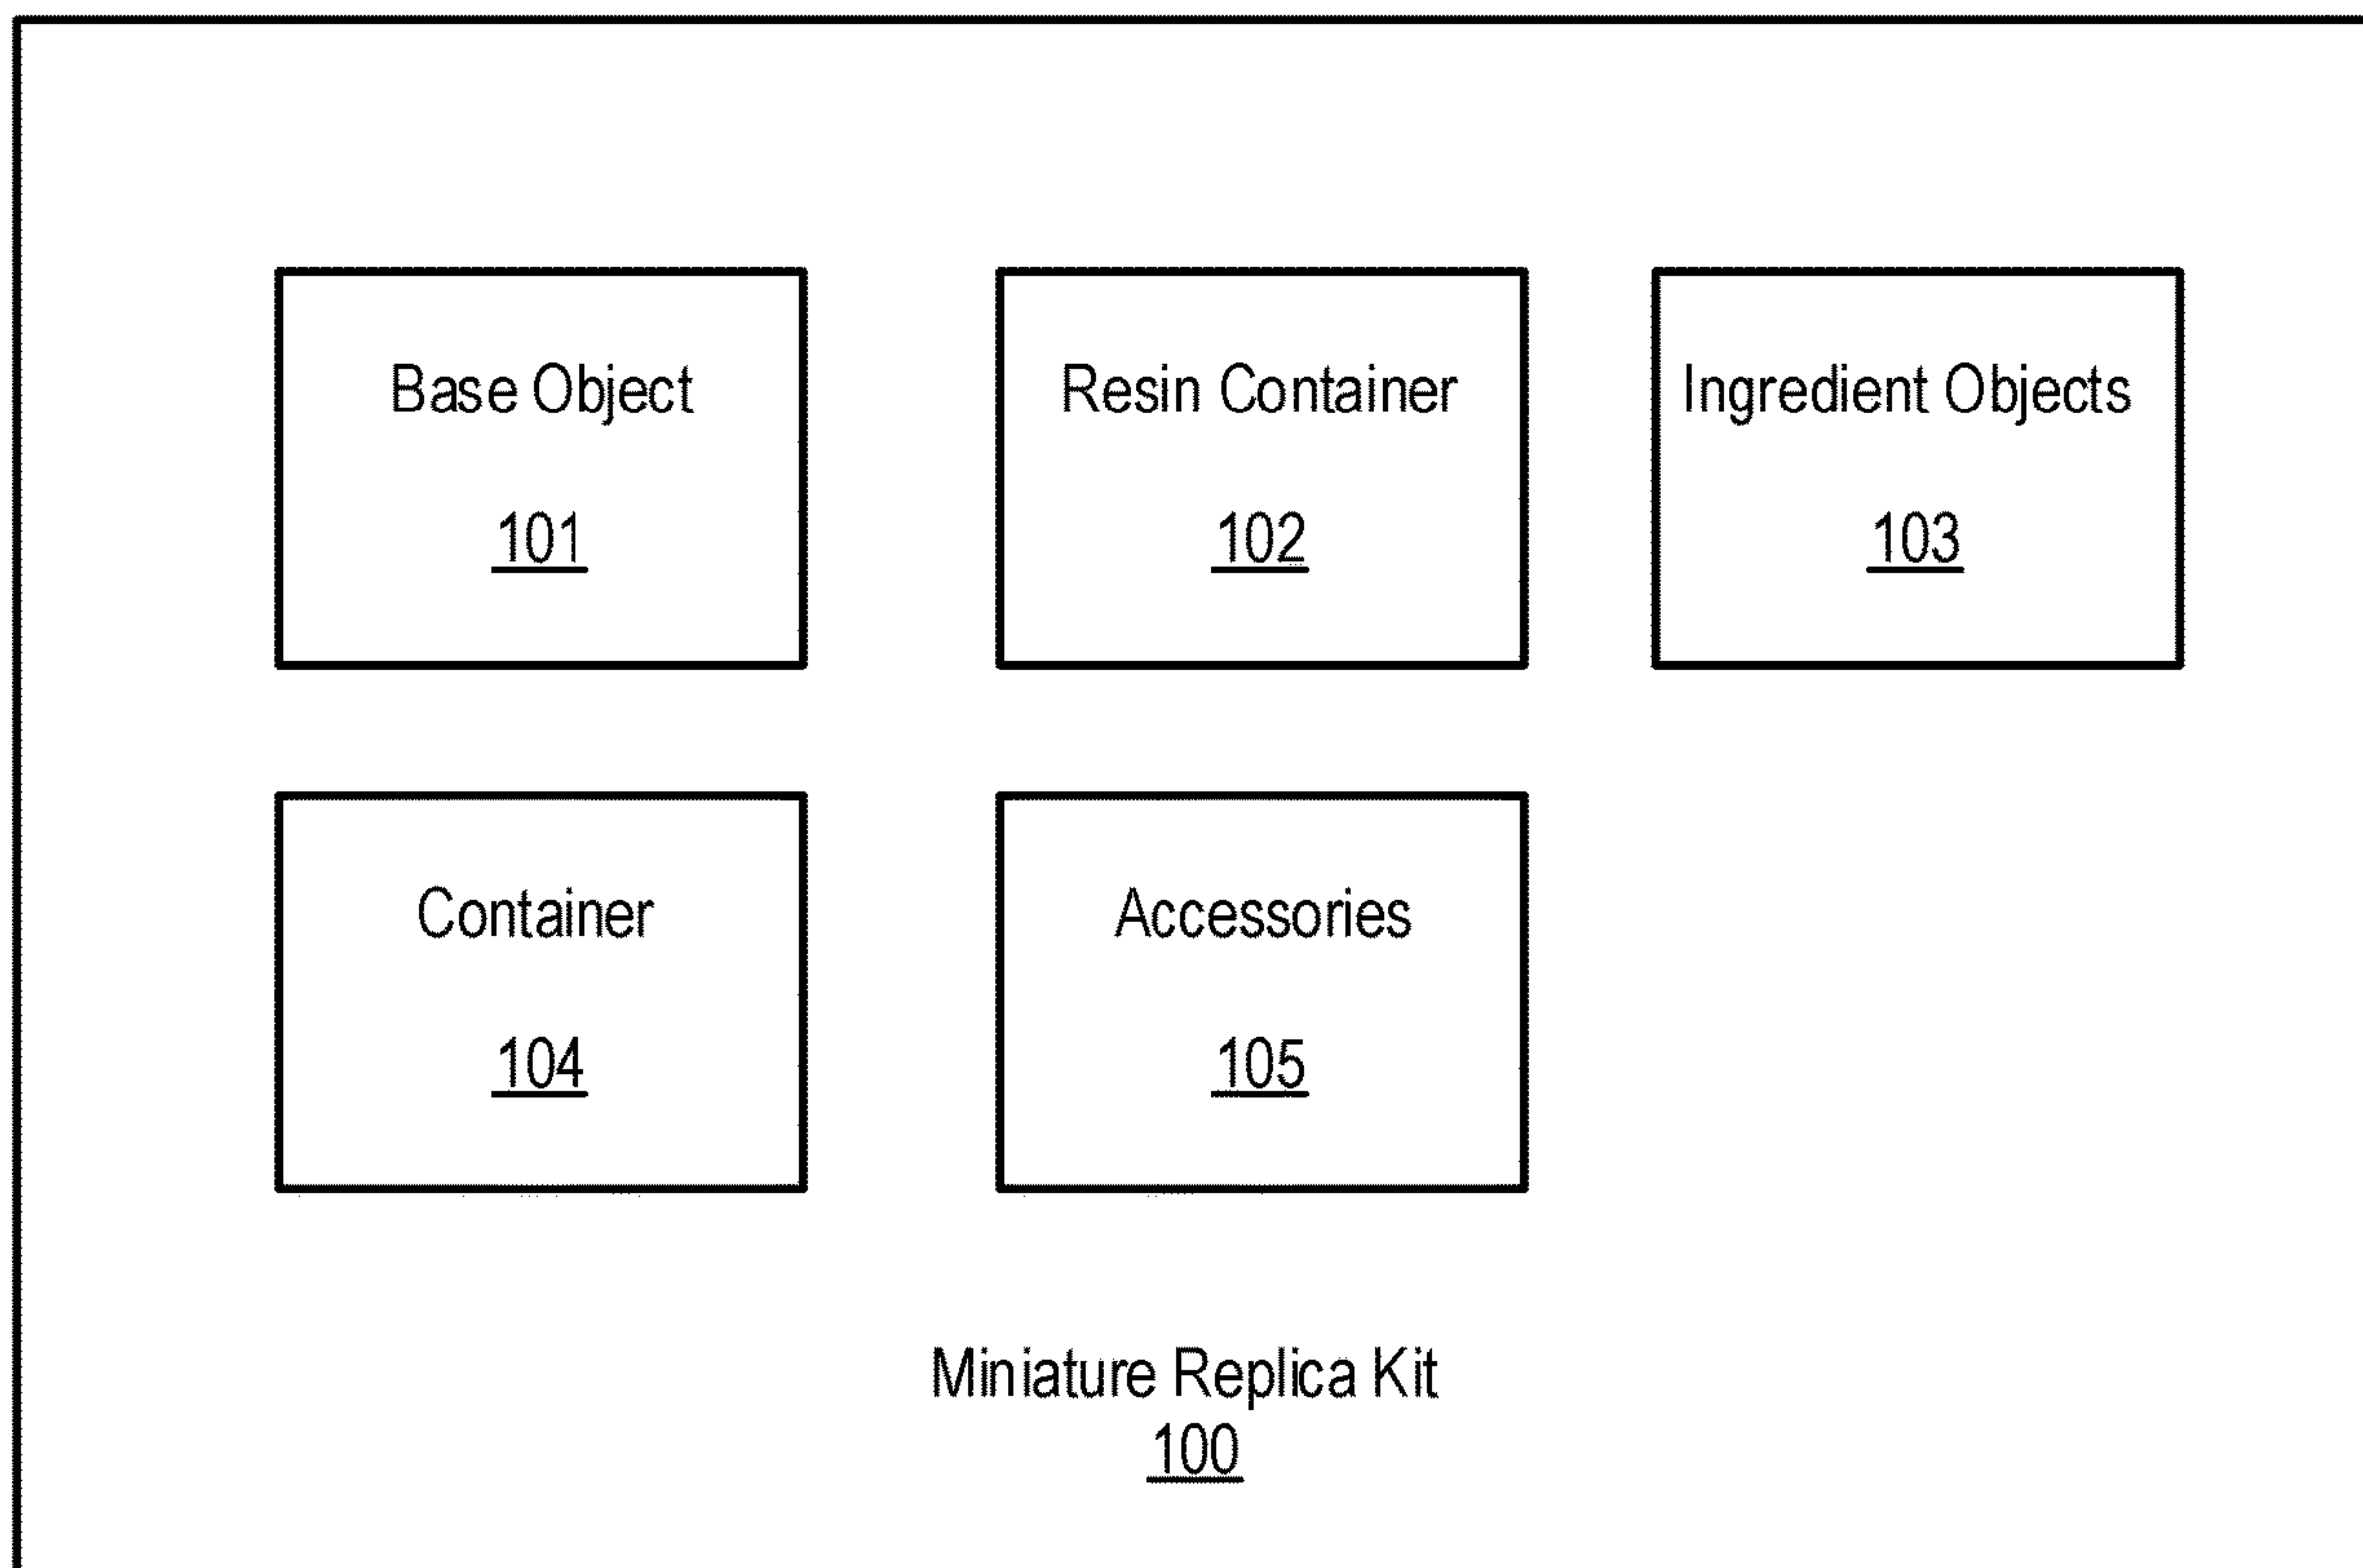 Base Object
101
Resin Container
102
Ingredient Objects
103
Container
104
Accessories
105
Miniature Replica Kit
100